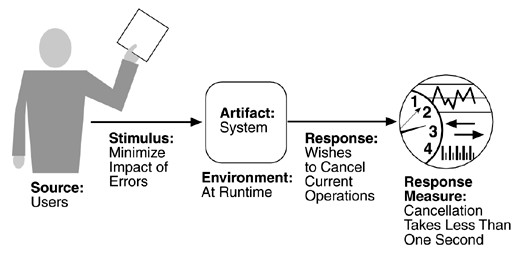 Source:
Users
Stimulus:
Minimize
Impact of
Errors
Artifact:
System
Environment:
At Runtime
Response:
Wishes
to Cancel
Current
Operations
1
2
3
4
Response
Measure:
Cancellation
Takes Less Than
One Second